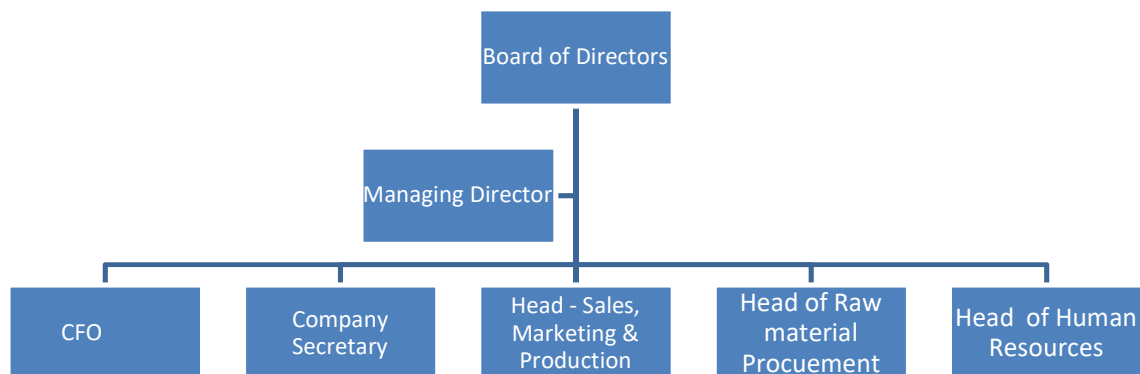 Board of Directors
Managing Director
CFO
Company
Secretary
Head - Sales,
Marketing &
Production
Head of Raw
material
Procuement
Head of Human
Resources